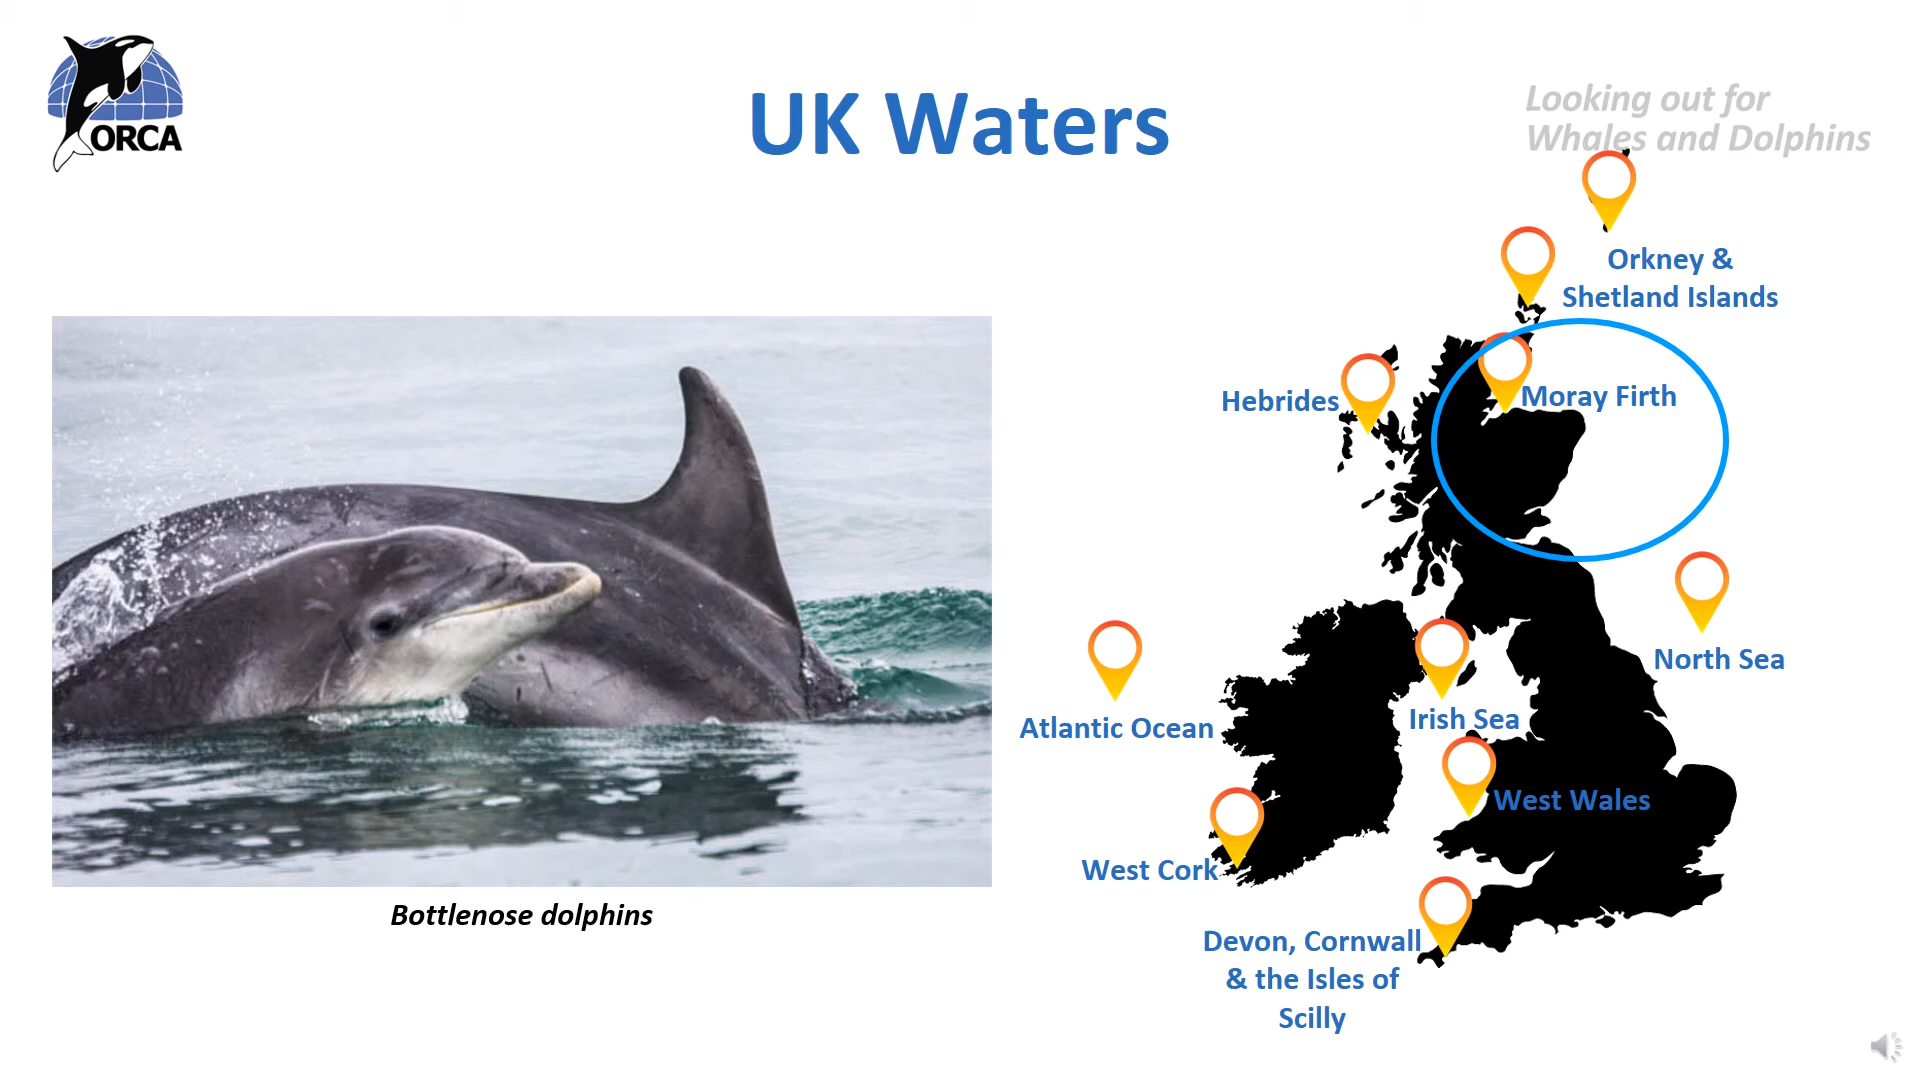 ORCA
UK Waters
Looking out for
Whales and Dolphins
Orkney &
Shetland Islands
Hebrides
Moray Firth
North Sea
Atlantic Ocean
Irish Sea
West Wales
West Cork
Devon, Cornwall
& the Isles of
Scilly
Bottlenose dolphins